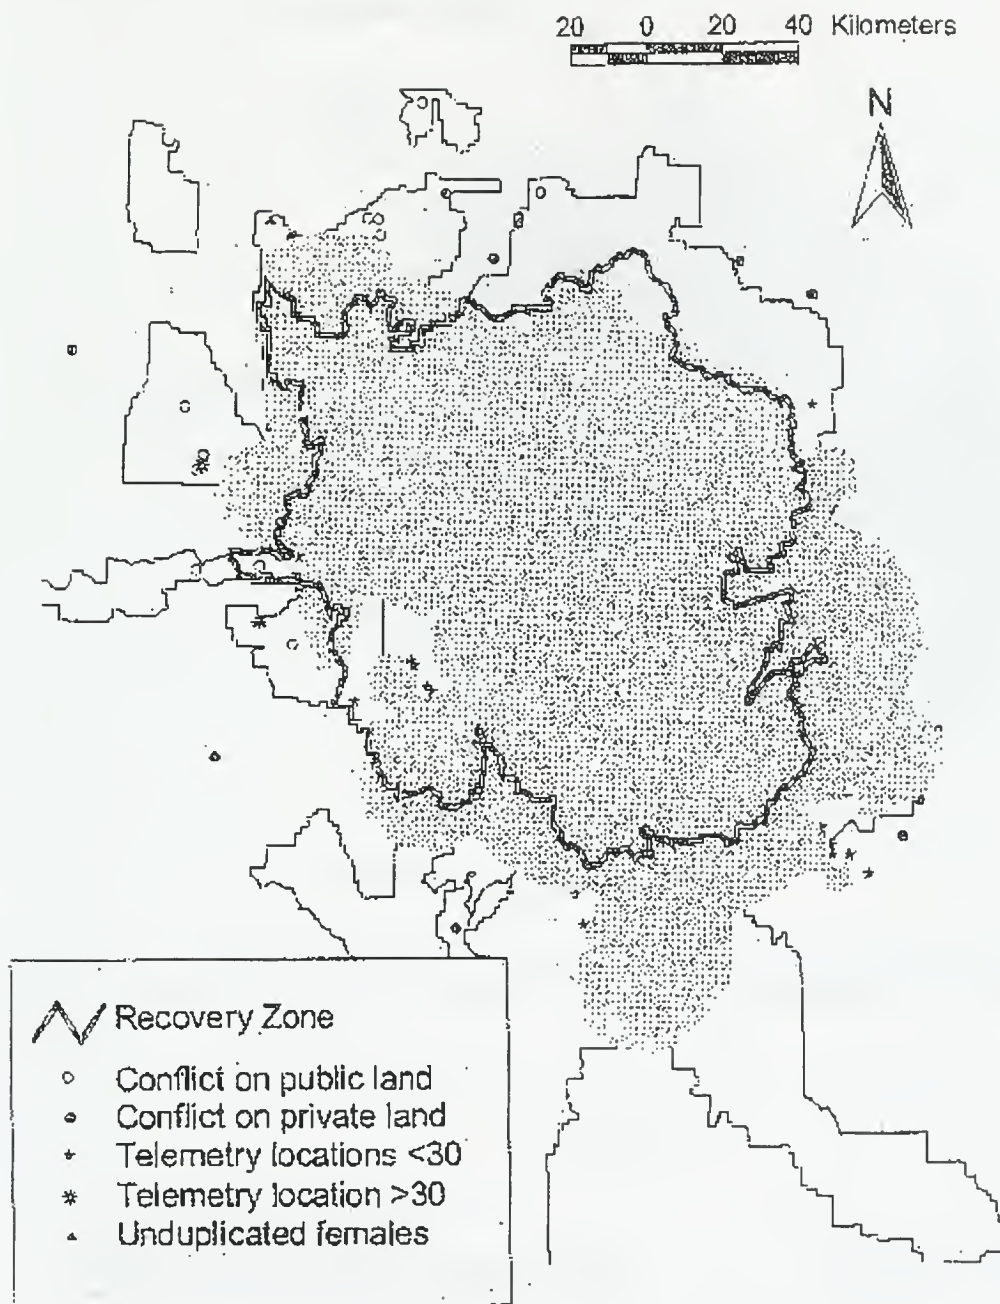 20 0 20 40 Kilometers
N
Recovery Zone
Conflict on public land
Conflict on private land
Telemetry locations <30
Telemetry location >30
Unduplicated females